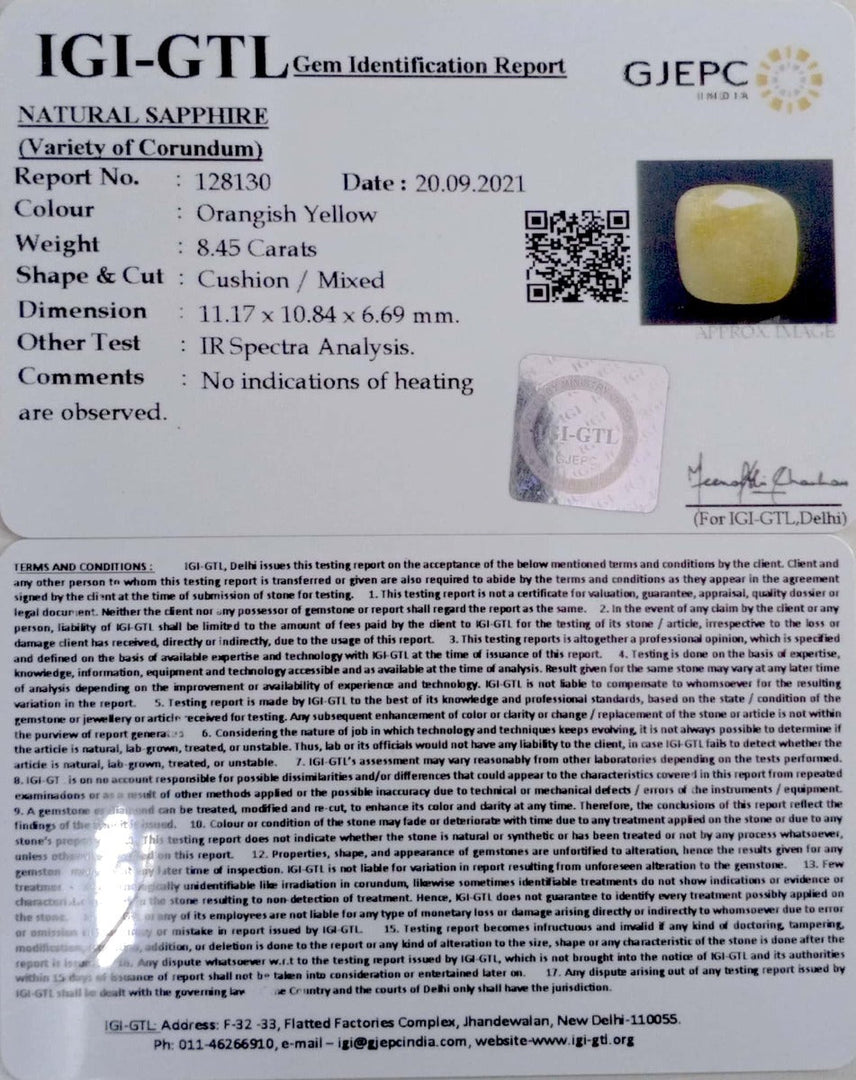 IGI-GTL Gem Identification Report
GJEPC
INDIA
NATURAL SAPPHIRE
(Variety of Corundum)
Report No. : 128130 Date : 20.09.2021
Colour : Orangish Yellow
Weight : 8.45 Carats
Shape & Cut : Cushion / Mixed
Dimension : 11.17 x 10.84 x 6.69 mm.
Other Test : IR Spectra Analysis.
Comments : No indications of heating
are observed.
APPROX IMAGE
IGI-GTL
GJEPC
(For IGI-GTL,Delhi)
TERMS AND CONDITIONS : IGI-GTL, Delhi issues this testing report on the acceptance of the below mentioned terms and conditions by the client. Client and
any other person to whom this testing report is transferred or given are also required to abide by the terms and conditions as they appear in the agreement
signed by the client at the time of submission of stone for testing. 1. This testing report is not a certificate for valuation, guarantee, appraisal, quality dossier or
legal document. Neither the client nor any possessor of gemstone or report shall regard the report as the same. 2. In the event of any claim by the client or any
person, liability of IGI-GTL shall be limited to the amount of fees paid by the client to IGI-GTL for the testing of its stone / article, irrespective to the loss or
damage client has received, directly or indirectly, due to the usage of this report. 3. This testing reports is altogether a professional opinion, which is specified
and defined on the basis of available expertise and technology with IGI-GTL at the time of issuance of this report. 4. Testing is done on the basis of expertise,
knowledge, information, equipment and technology accessible and as available at the time of analysis. Result given for the same stone may vary at any later time
of analysis depending on the improvement or availability of experience and technology. IGI-GTL is not liable to compensate to whomsoever for the resulting
variation in the report. 5. Testing report is made by IGI-GTL to the best of its knowledge and professional standards, based on the state / condition of the
gemstone or jewellery or article received for testing. Any subsequent enhancement of color or clarity or change / replacement of the stone or article is not within
the purview of report 6. Considering the nature of job in which technology and techniques keeps evolving, it is not always possible to determine if
the article is natural, lab-grown, treated, or unstable. Thus, lab or its officials would not have any liability to the client, in case IGI-GTL fails to detect whether the
article is natural, lab-grown, treated, or unstable. 7. IGI-GTL's assessment may vary reasonably from other laboratories depending on the tests performed.
8. IGI-GT is on no account responsible for possible dissimilarities and/or differences that could appear to the characteristics covered in this report from repeated
examinations or as a result of other methods applied or the possible inaccuracy due to technical or mechanical defects / errors of the instruments / equipment.
9. A gemstone or diamond can be treated, modified and re-cut, to enhance its color and clarity at any time. Therefore, the conclusions of this report reflect the
findings of the issued. 10. Colour or condition of the stone may fade or deteriorate with time due to any treatment applied on the stone or due to any
stone's This testing report does not indicate whether the stone is natural or synthetic or has been treated or not by any process whatsoever,
unless on this report. 12. Properties, shape, and appearance of gemstones are unfortified to alteration, hence the results given for any
later time of inspection. IGI-GTL is not liable for variation in report resulting from unforeseen alteration to the gemstone. 13. Few
unidentifiable like irradiation in corundum, likewise sometimes identifiable treatments do not show indications or evidence or
the stone resulting to non-detection of treatment. Hence, IGI-GTL does not guarantee to identify every treatment possibly applied on
the stone. or any of its employees are not liable for any type of monetary loss or damage arising directly or indirectly to whomsoever due to error
or omission or mistake in report issued by IGI-GTL. 15. Testing report becomes infructuous and invalid if any kind of doctoring, tampering,
addition, or deletion is done to the report or any kind of alteration to the size, shape or any characteristic of the stone is done after the
report is Any dispute whatsoever w.r.t to the testing report issued by IGI-GTL, which is not brought into the notice of IGI-GTL and its authorities
within 15 days of issuance of report shall not be taken into consideration or entertained later on. 17. Any dispute arising out of any testing report issued by
IGI-GTL shall be dealt with the governing law Country and the courts of Delhi only shall have the jurisdiction.
IGI-GTL: Address: F-32 -33, Flatted Factories Complex, Jhandewalan, New Delhi-110055.
Ph: 011-46266910, e-mail – igi@gjepcindia.com, website-www.igi-gtl.org